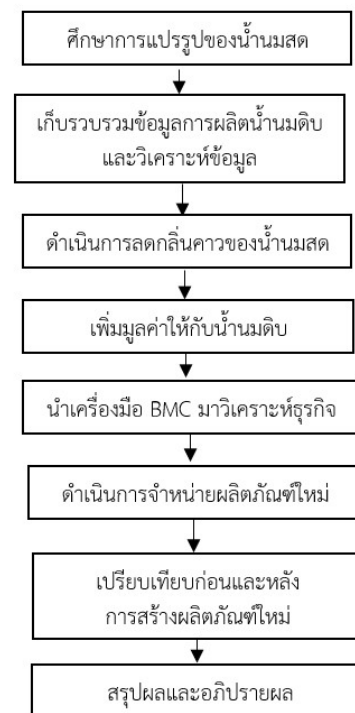 ศึกษาการแปรรูปของน้ำนมสด
เก็บรวบรวมข้อมูลการผลิตน้ำนมดิบ
และวิเคราะห์ข้อมูล
ดำเนินการลดกลิ่นคาวของน้ำนมสด
เพิ่มมูลค่าให้กับน้ำนมดิบ
นำเครื่องมือ BMC มาวิเคราะห์ธุรกิจ
ดำเนินการจำหน่ายผลิตภัณฑ์ใหม่
เปรียบเทียบก่อนและหลัง
การสร้างผลิตภัณฑ์ใหม่
สรุปผลและอภิปรายผล